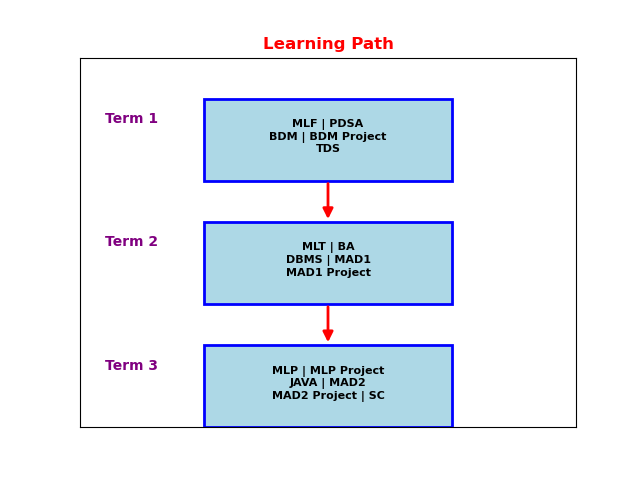 Learning Path
Term 1
MLF | PDSA
BDM | BDM Project
TDS
Term 2
MLT | BA
DBMS | MAD1
MAD1 Project
Term 3
MLP | MLP Project
JAVA | MAD2
MAD2 Project | SC